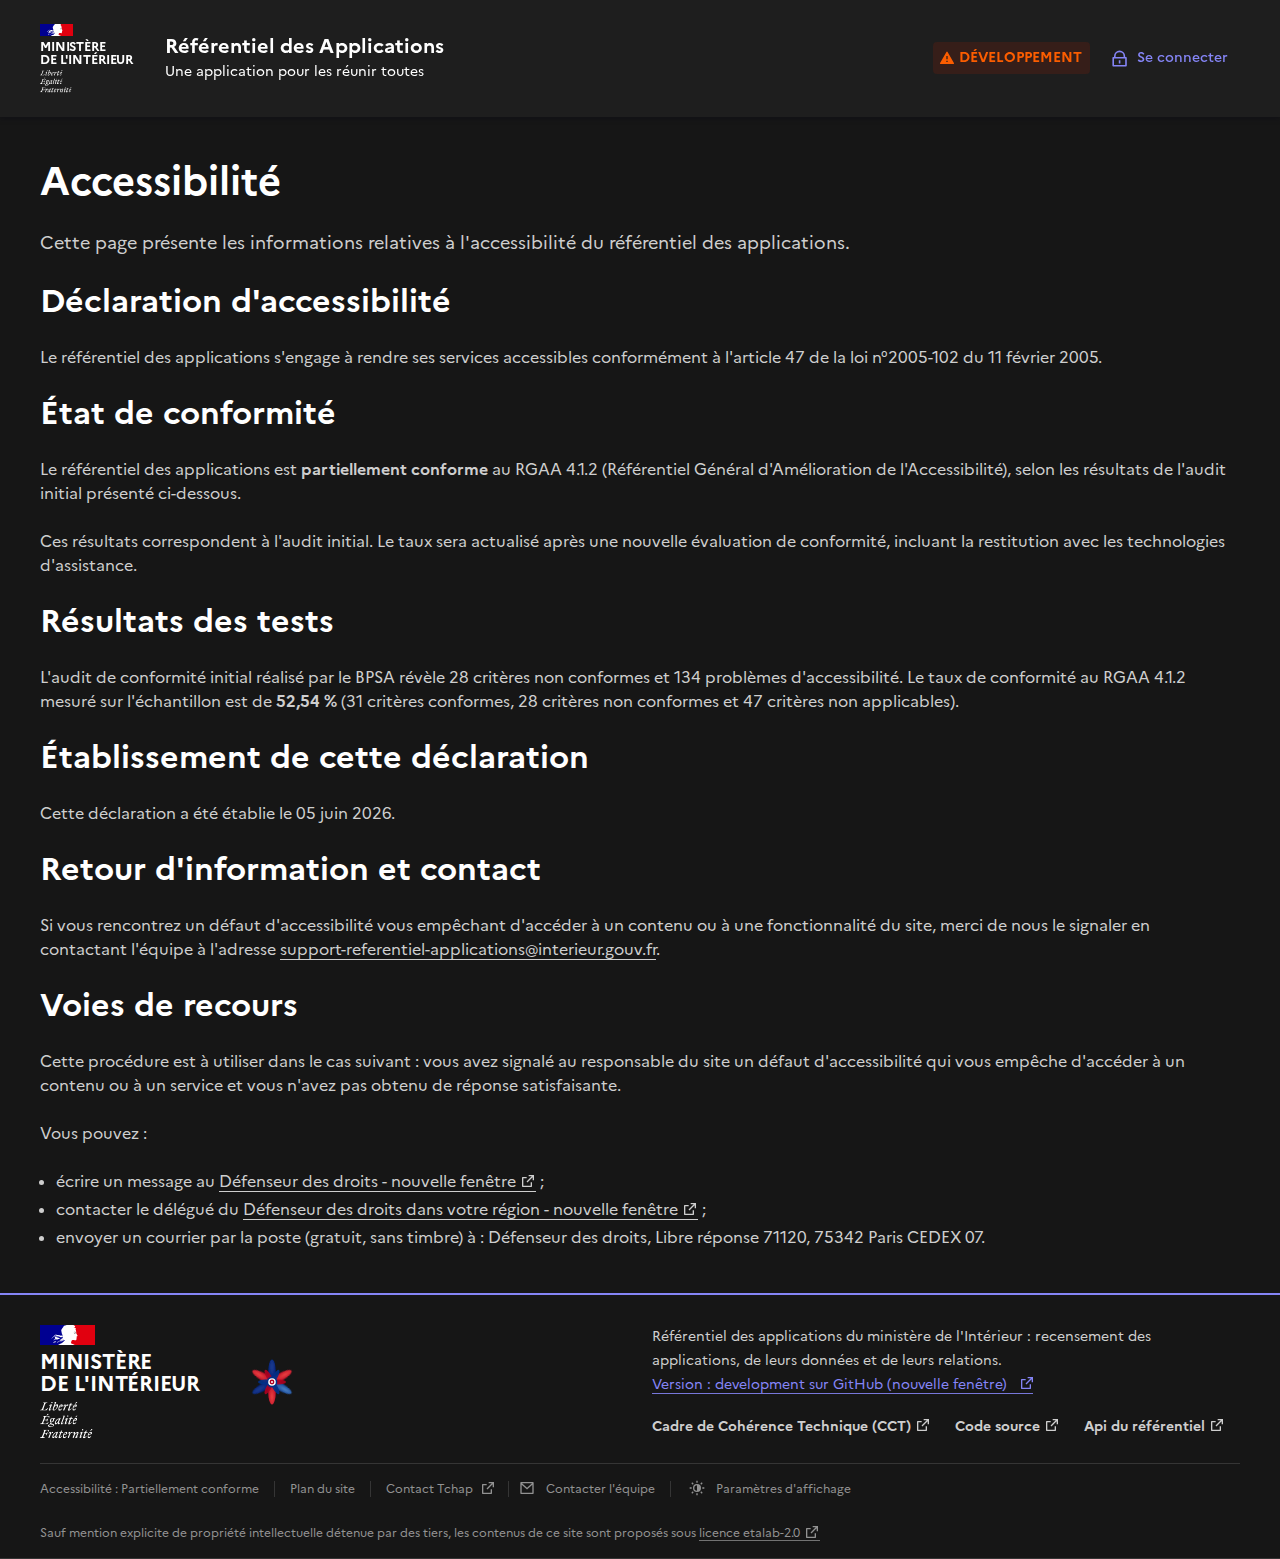 MINISTÈRE
DE L'INTÉRIEUR
Liberté
Égalité
Fraternité
Référentiel des Applications
Une application pour les réunir toutes
DÉVELOPPEMENT
Se connecter
Accessibilité
Cette page présente les informations relatives à l'accessibilité du référentiel des applications.
Déclaration d'accessibilité
Le référentiel des applications s'engage à rendre ses services accessibles conformément à l'article 47 de la loi n°2005-102 du 11 février 2005.
État de conformité
Le référentiel des applications est partiellement conforme au RGAA 4.1.2 (Référentiel Général d'Amélioration de l'Accessibilité), selon les résultats de l'audit
initial présenté ci-dessous.
Ces résultats correspondent à l'audit initial. Le taux sera actualisé après une nouvelle évaluation de conformité, incluant la restitution avec les technologies
d'assistance.
Résultats des tests
L'audit de conformité initial réalisé par le BPSA révèle 28 critères non conformes et 134 problèmes d'accessibilité. Le taux de conformité au RGAA 4.1.2
mesuré sur l'échantillon est de 52,54 % (31 critères conformes, 28 critères non conformes et 47 critères non applicables).
Établissement de cette déclaration
Cette déclaration a été établie le 05 juin 2026.
Retour d'information et contact
Si vous rencontrez un défaut d'accessibilité vous empêchant d'accéder à un contenu ou à une fonctionnalité du site, merci de nous le signaler en
contactant l'équipe à l'adresse support-referentiel-applications@interieur.gouv.fr.
Voies de recours
Cette procédure est à utiliser dans le cas suivant : vous avez signalé au responsable du site un défaut d'accessibilité qui vous empêche d'accéder à un
contenu ou à un service et vous n'avez pas obtenu de réponse satisfaisante.
Vous pouvez :
• écrire un message au Défenseur des droits - nouvelle fenêtre ;
• contacter le délégué du Défenseur des droits dans votre région - nouvelle fenêtre ;
• envoyer un courrier par la poste (gratuit, sans timbre) à : Défenseur des droits, Libre réponse 71120, 75342 Paris CEDEX 07.
MINISTÈRE
DE L'INTÉRIEUR
Liberté
Égalité
Fraternité
Référentiel des applications du ministère de l'Intérieur : recensement des
applications, de leurs données et de leurs relations.
Version : development sur GitHub (nouvelle fenêtre)
Cadre de Cohérence Technique (CCT) Code source Api du référentiel
Accessibilité : Partiellement conforme Plan du site Contact Tchap Contacter l'équipe Paramètres d'affichage
Sauf mention explicite de propriété intellectuelle détenue par des tiers, les contenus de ce site sont proposés sous licence etalab-2.0